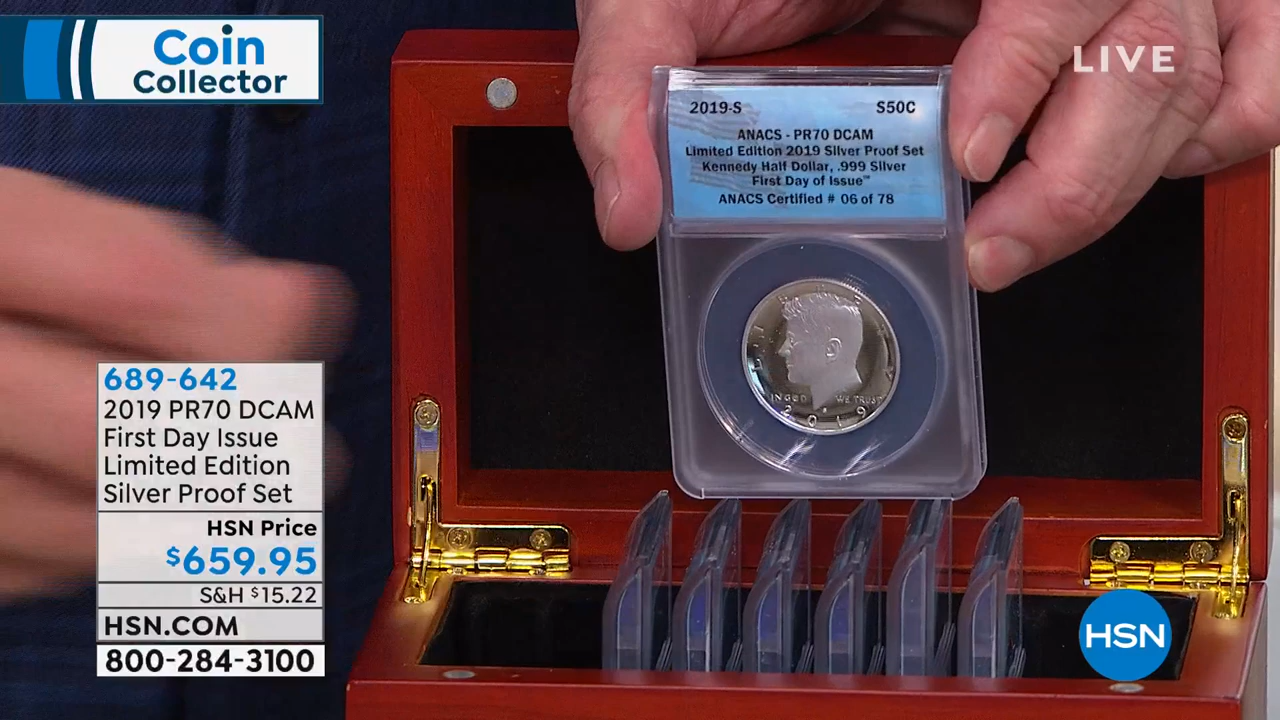 Coin
Collector
LIVE
2019-S S50C
ANACS - PR70 DCAM
Limited Edition 2019 Silver Proof Set
Kennedy Half Dollar, .999 Silver
First Day of Issue™
ANACS Certified # 06 of 78
IN GOD WE TRUST
2019
689-642
2019 PR70 DCAM
First Day Issue
Limited Edition
Silver Proof Set
HSN Price
$659.95
S&H $15.22
HSN.COM
800-284-3100
HSN